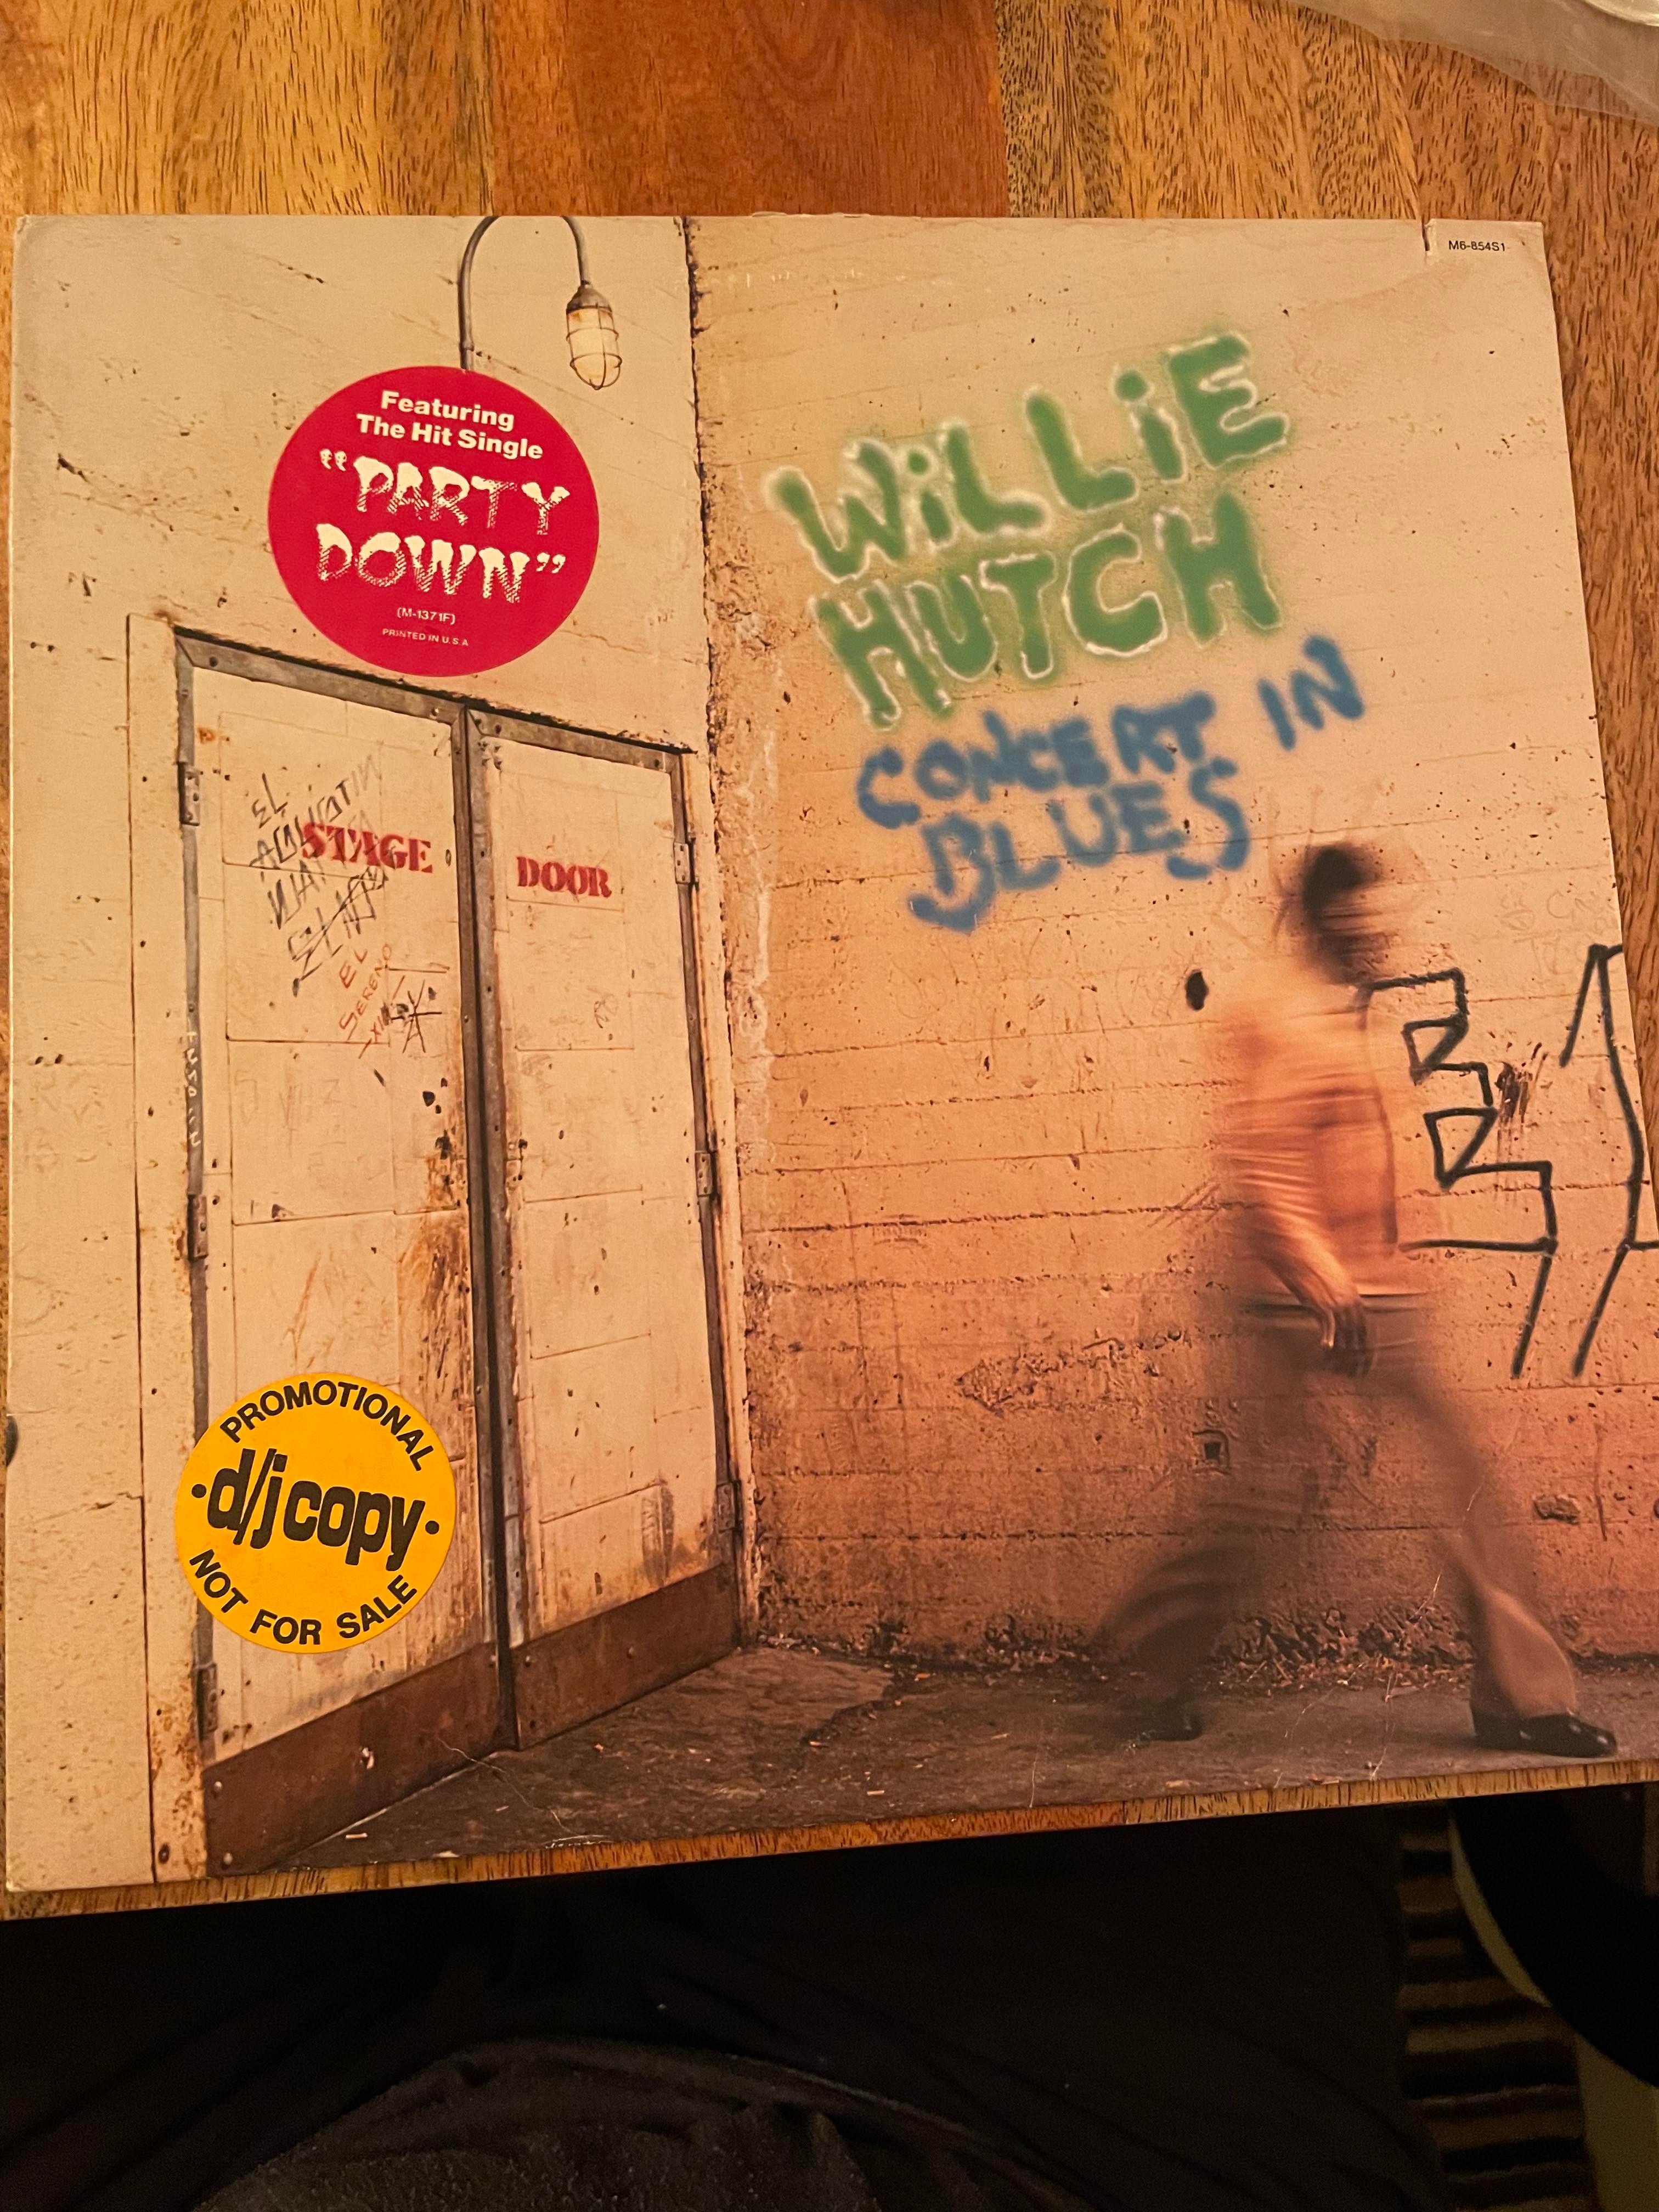 M6-854S1
Featuring
The Hit Single
"PARTY
DOWN"
(M-1371F)
PRINTED IN U.S.A
WiLLiE
HUTCH
CONCERT IN
BLUES
STAGE DOOR
EL
EL
SERENO
PROMOTIONAL
·d/j copy·
NOT FOR SALE